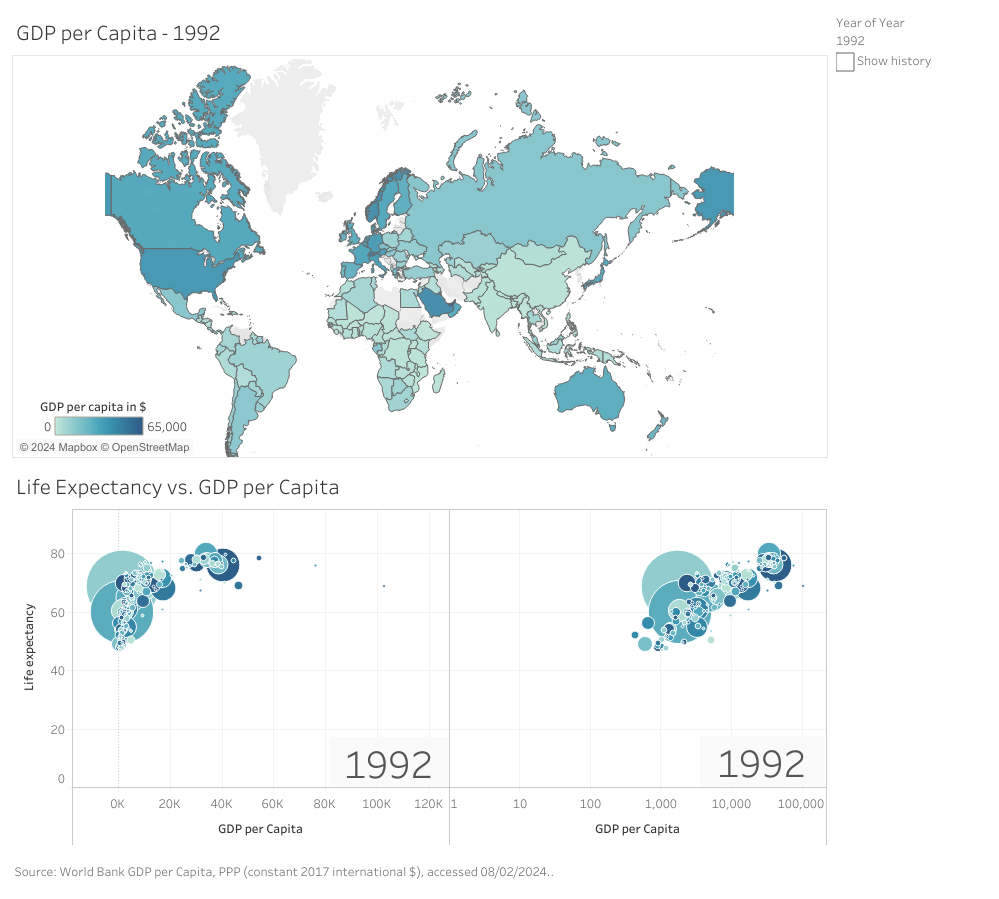 GDP per Capita - 1992
Year of Year
1992
Show history
GDP per capita in $
0
65,000
© 2024 Mapbox © OpenStreetMap
Life Expectancy vs. GDP per Capita
Life expectancy
80
60
40
20
0
1992
1992
0K 20K 40K 60K 80K 100K 120K
1 10 100 1,000 10,000 100,000
GDP per Capita
GDP per Capita
Source: World Bank GDP per Capita, PPP (constant 2017 international $), accessed 08/02/2024..